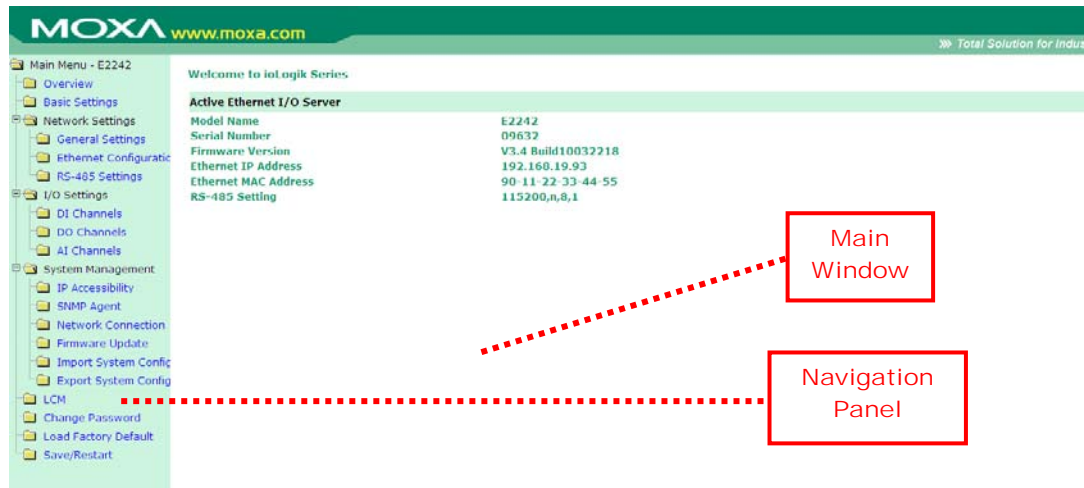 MOXA www.moxa.com
Total Solution for Indus
Main Menu - E2242
Overview
Basic Settings
Network Settings
General Settings
Ethernet Configuratic
RS-485 Settings
I/O Settings
DI Channels
DO Channels
AI Channels
System Management
IP Accessibility
SNMP Agent
Network Connection
Firmware Update
Import System Config
Export System Config
LCM
Change Password
Load Factory Default
Save/Restart
Welcome to ioLogik Series
Active Ethernet I/O Server
Model Name E2242
Serial Number 09632
Firmware Version V3.4 Build10032218
Ethernet IP Address 192.168.19.93
Ethernet MAC Address 90-11-22-33-44-55
RS-485 Setting 115200,n,8,1
Main
Window
Navigation
Panel